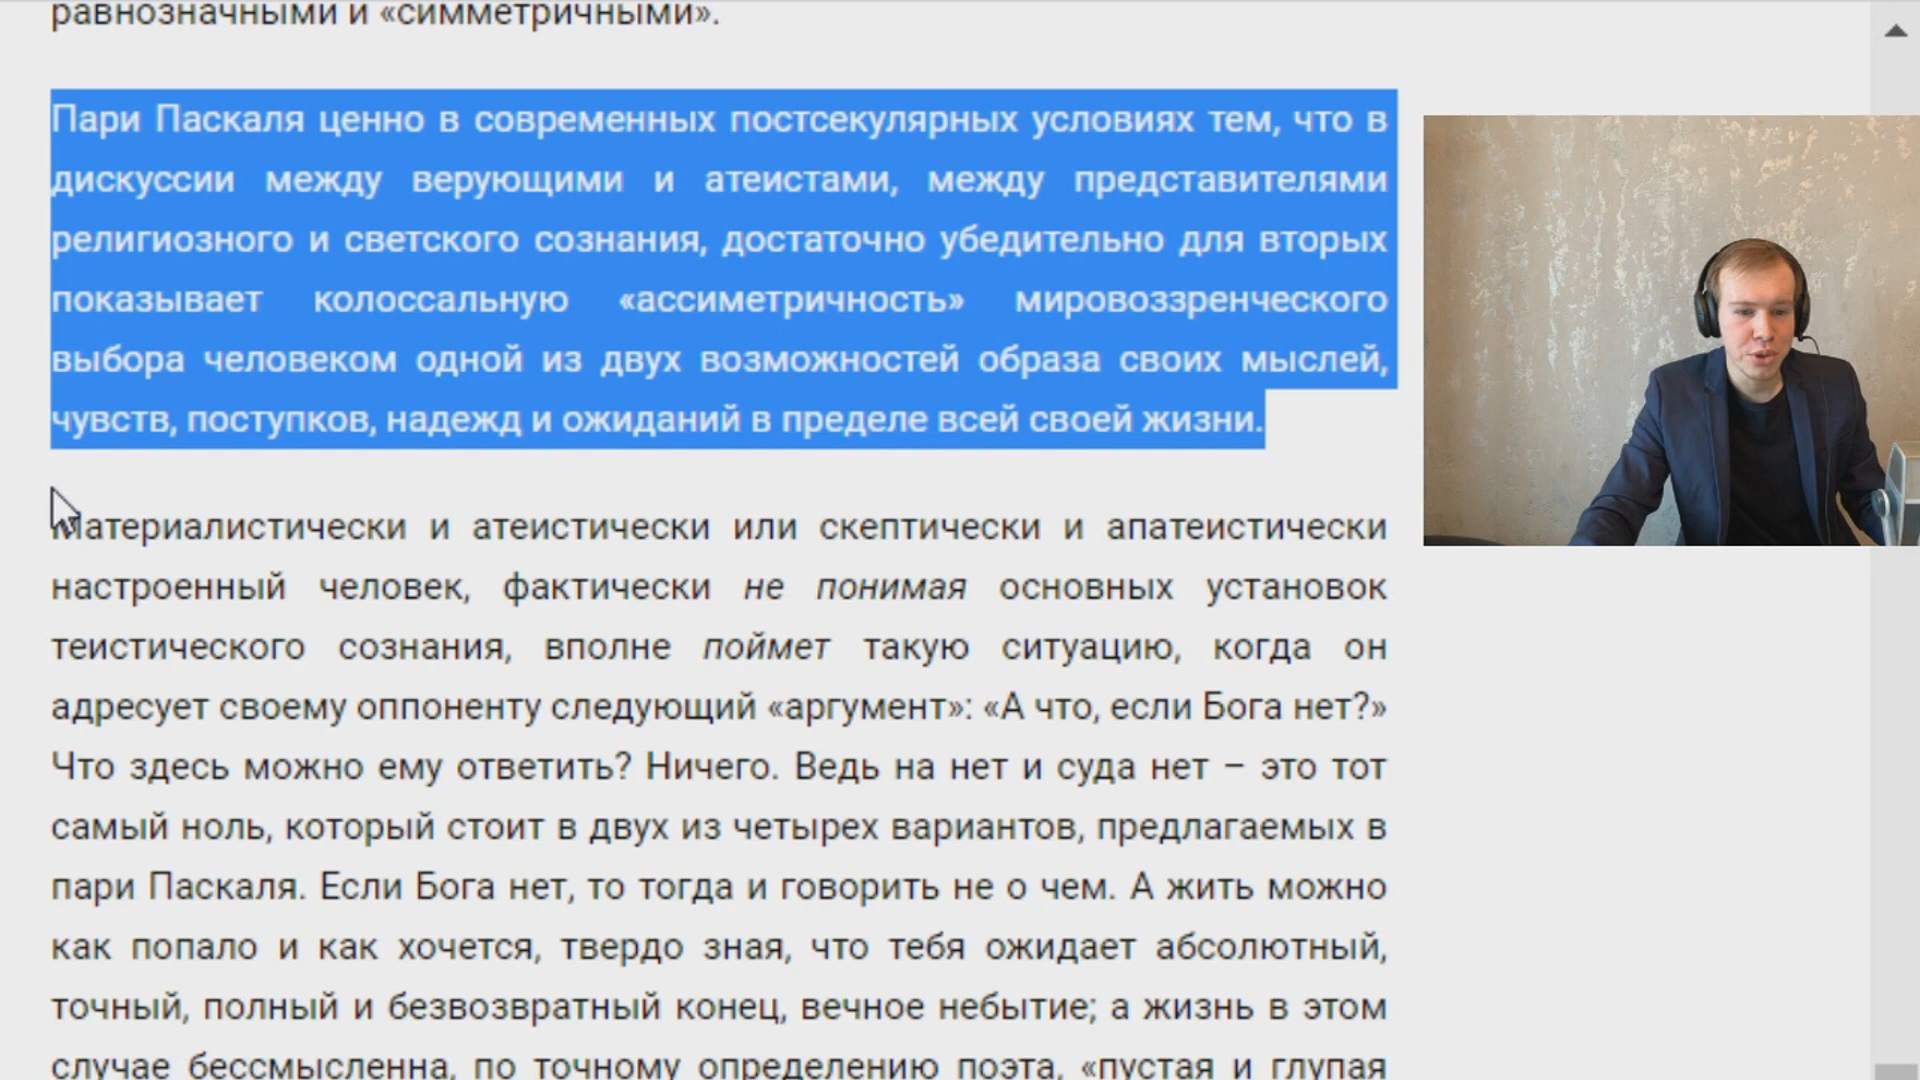 равнозначными и «симметричными».
Пари Паскаля ценно в современных постсекулярных условиях тем, что в
дискуссии между верующими и атеистами, между представителями
религиозного и светского сознания, достаточно убедительно для вторых
показывает колоссальную «ассиметричность» мировоззренческого
выбора человеком одной из двух возможностей образа своих мыслей,
чувств, поступков, надежд и ожиданий в пределе всей своей жизни.
Материалистически и атеистически или скептически и апатеистически
настроенный человек, фактически не понимая основных установок
теистического сознания, вполне поймет такую ситуацию, когда он
адресует своему оппоненту следующий «аргумент»: «А что, если Бога нет?»
Что здесь можно ему ответить? Ничего. Ведь на нет и суда нет – это тот
самый ноль, который стоит в двух из четырех вариантов, предлагаемых в
пари Паскаля. Если Бога нет, то тогда и говорить не о чем. А жить можно
как попало и как хочется, твердо зная, что тебя ожидает абсолютный,
точный, полный и безвозвратный конец, вечное небытие; а жизнь в этом
случае бессмысленна, по точному определению поэта, «пустая и глупая